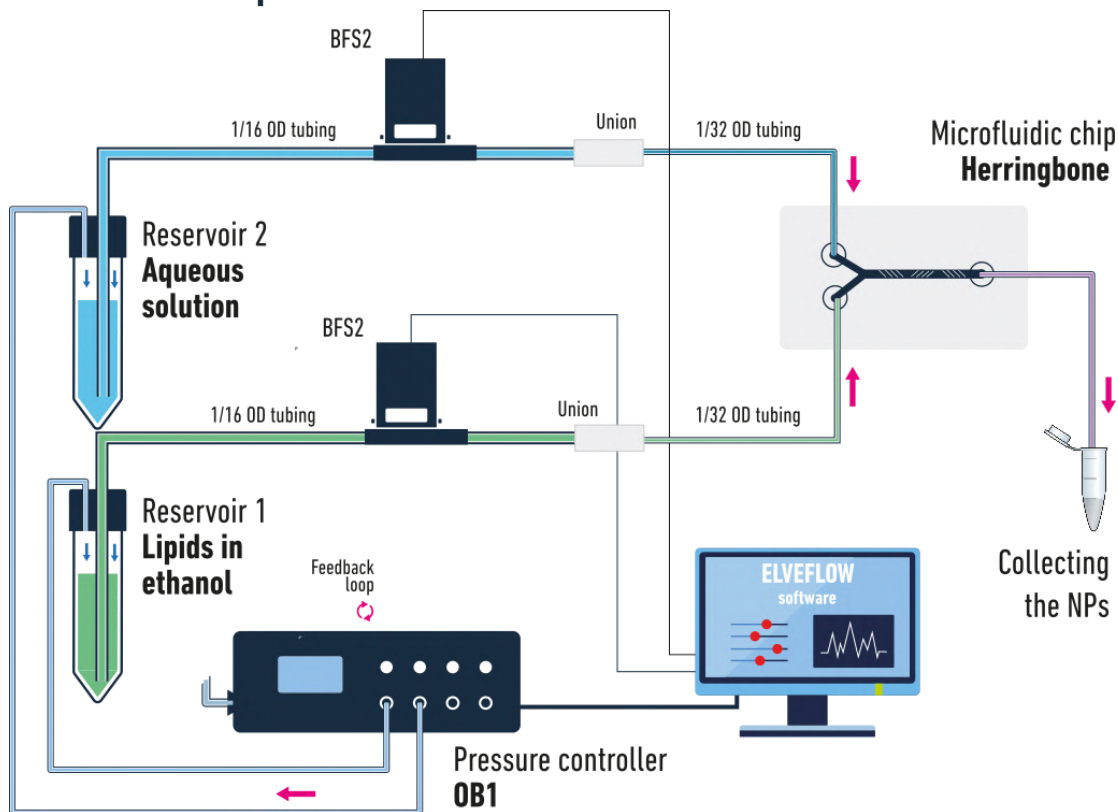 BFS2
1/16 OD tubing
Union
1/32 OD tubing
Microfluidic chip
Herringbone
Reservoir 2
Aqueous
solution
BFS2
1/16 OD tubing
Union
1/32 OD tubing
Reservoir 1
Lipids in
ethanol
Feedback
loop
ELVEFLOW
software
Collecting
the NPs
Pressure controller
OB1